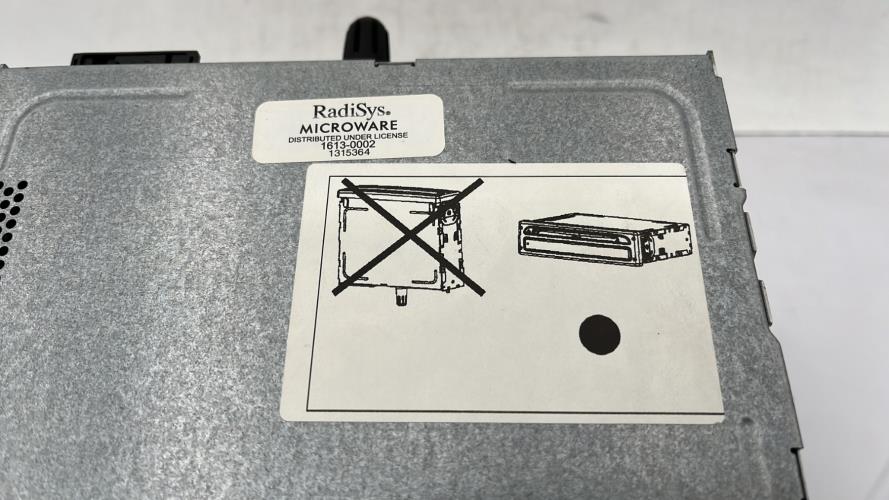 RadiSys®
MICROWARE
DISTRIBUTED UNDER LICENSE
1613-0002
1315364